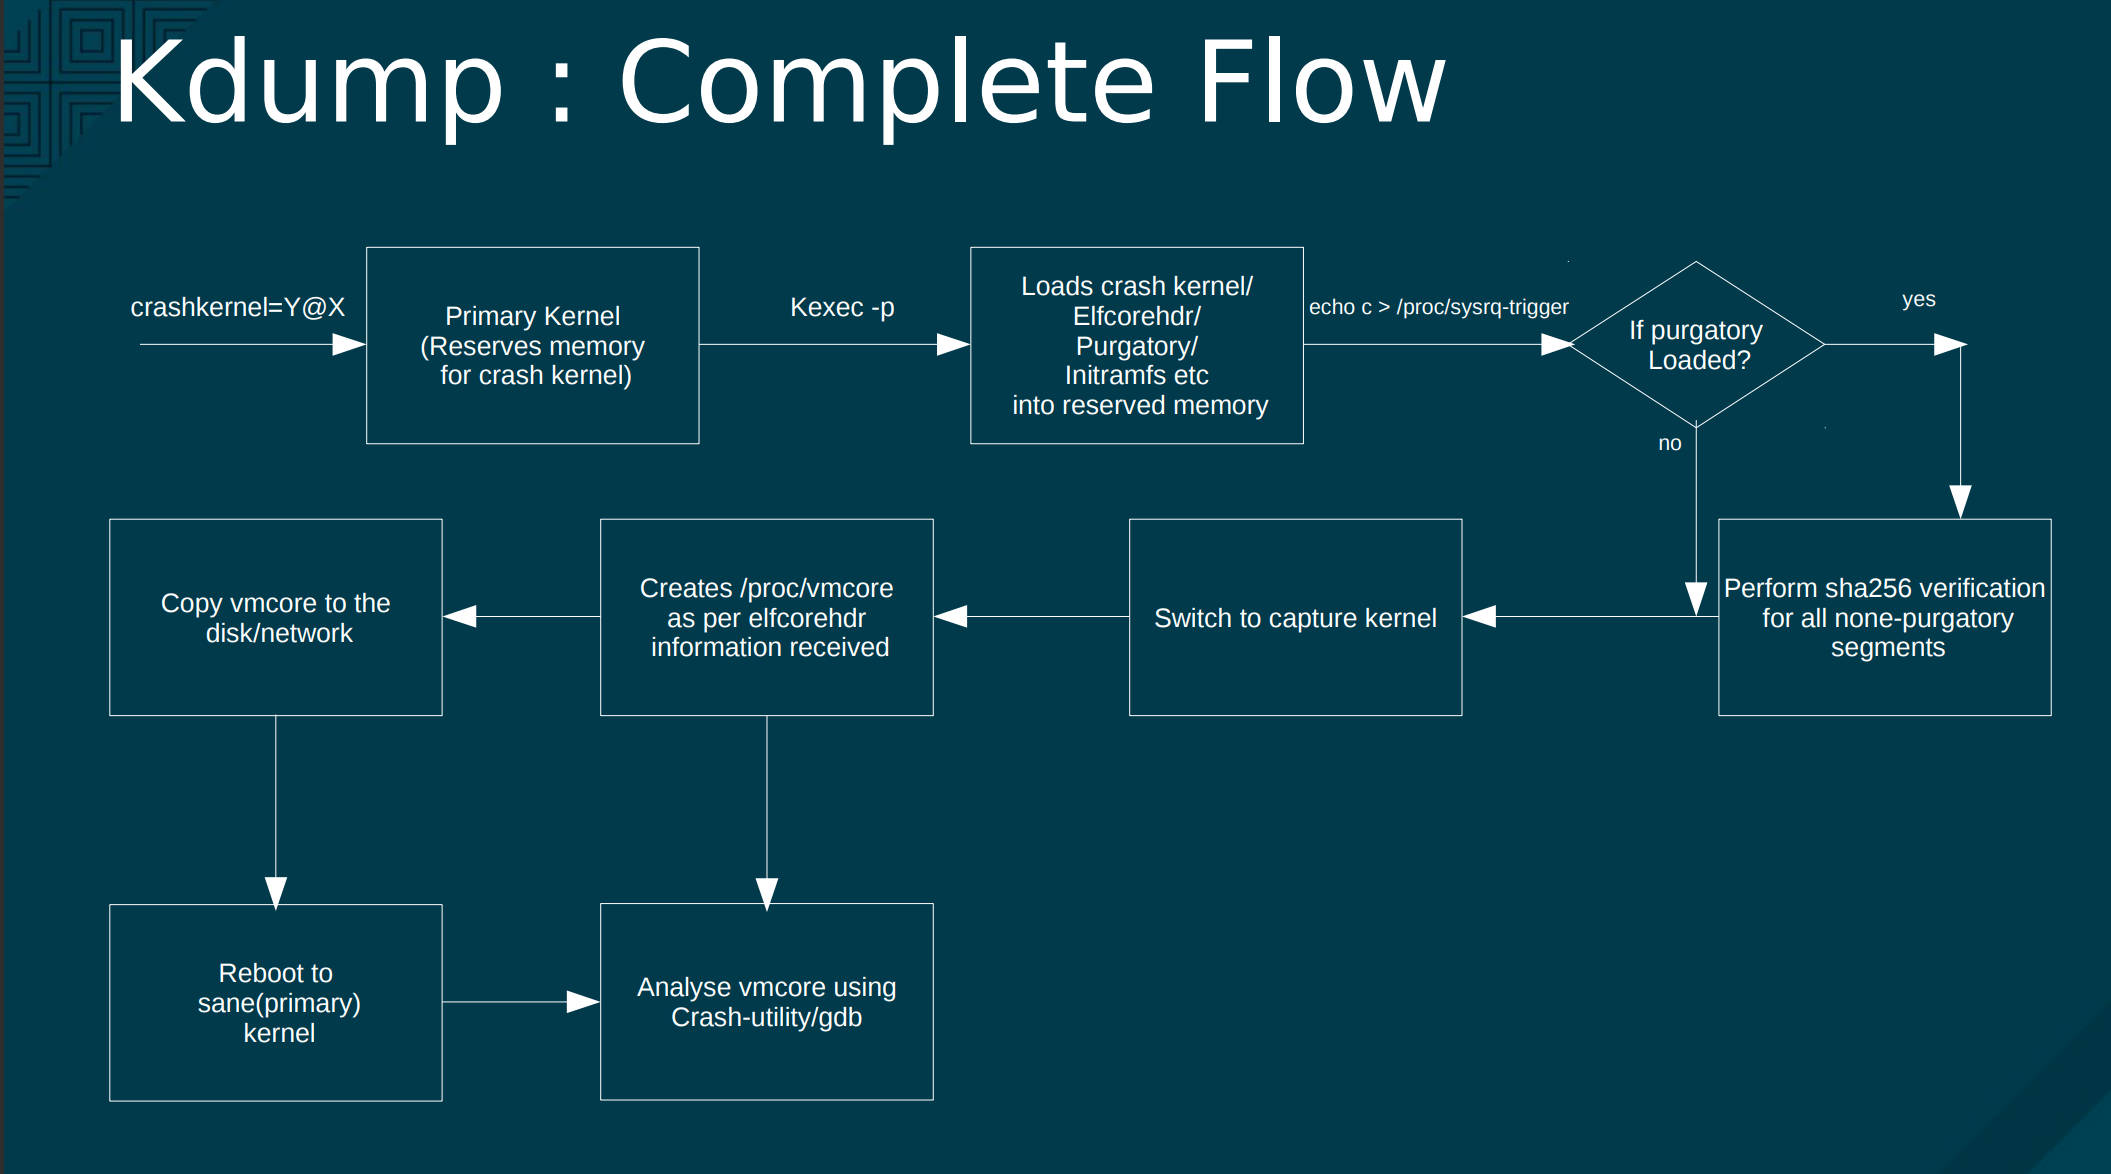 Kdump : Complete Flow
crashkernel=Y@X
Primary Kernel
(Reserves memory
for crash kernel)
Kexec -p
Loads crash kernel/
Elfcorehdr/
Purgatory/
Initramfs etc
into reserved memory
echo c > /proc/sysrq-trigger
If purgatory
Loaded?
yes
no
Perform sha256 verification
for all none-purgatory
segments
Switch to capture kernel
Creates /proc/vmcore
as per elfcorehdr
information received
Copy vmcore to the
disk/network
Reboot to
sane(primary)
kernel
Analyse vmcore using
Crash-utility/gdb